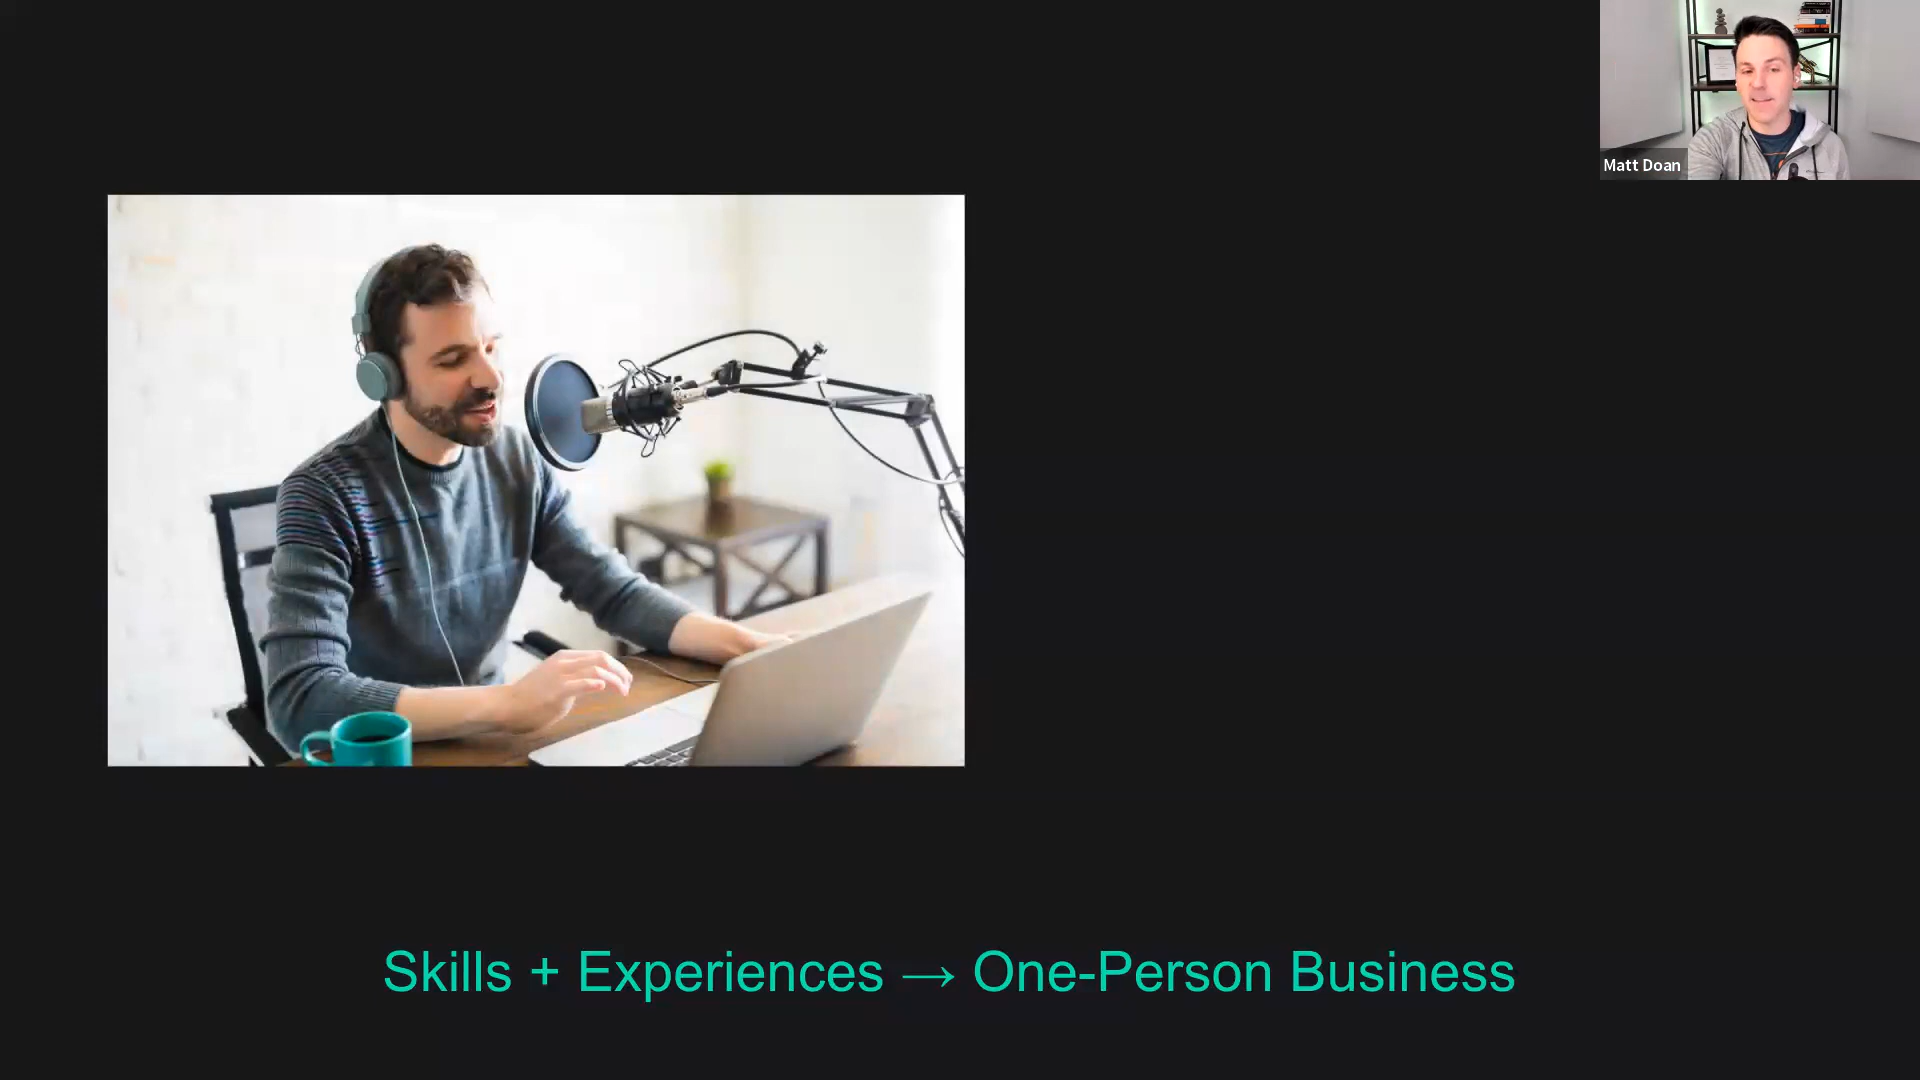 Matt Doan
Skills + Experiences → One-Person Business